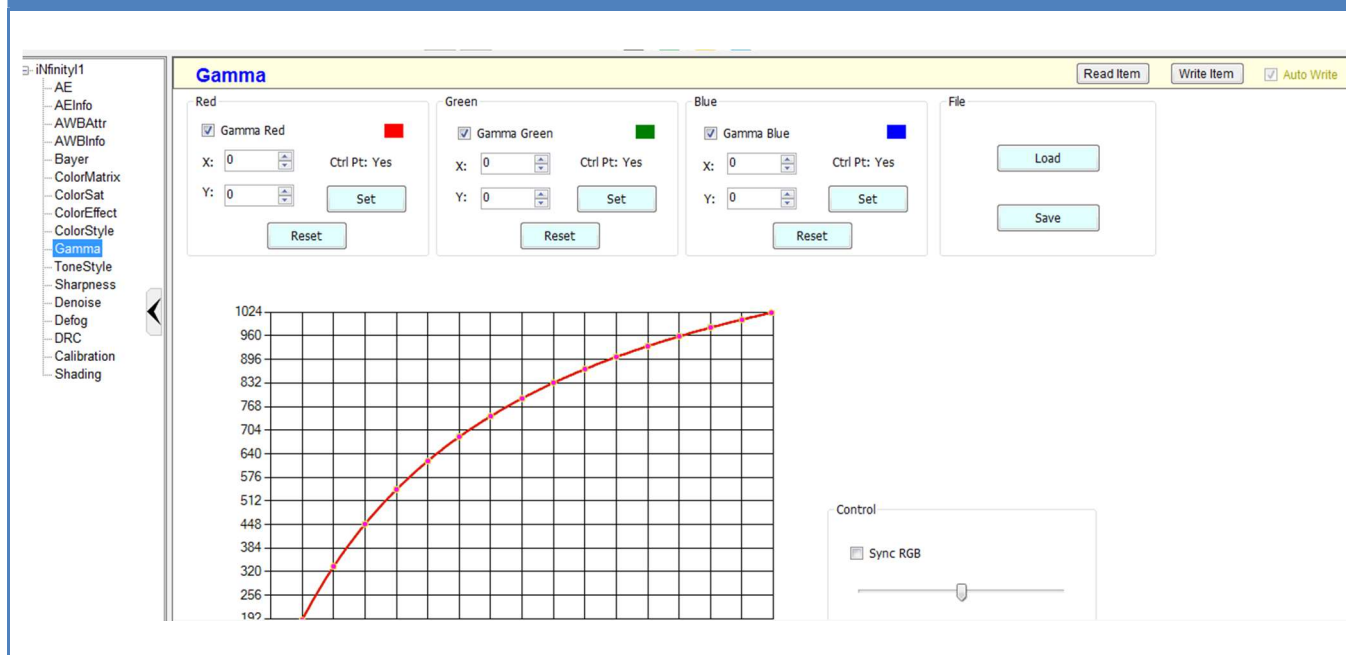 iNfinityI1
AE
AEInfo
AWBAttr
AWBInfo
Bayer
ColorMatrix
ColorSat
ColorEffect
ColorStyle
Gamma
ToneStyle
Sharpness
Denoise
Defog
DRC
Calibration
Shading
Gamma
Read Item
Write Item
Auto Write
Red
Gamma Red
X: 0 Ctrl Pt: Yes
Y: 0 Set
Reset
Green
Gamma Green
X: 0 Ctrl Pt: Yes
Y: 0 Set
Reset
Blue
Gamma Blue
X: 0 Ctrl Pt: Yes
Y: 0 Set
Reset
File
Load
Save
1024
960
896
832
768
704
640
576
512
448
384
320
256
192
Control
Sync RGB